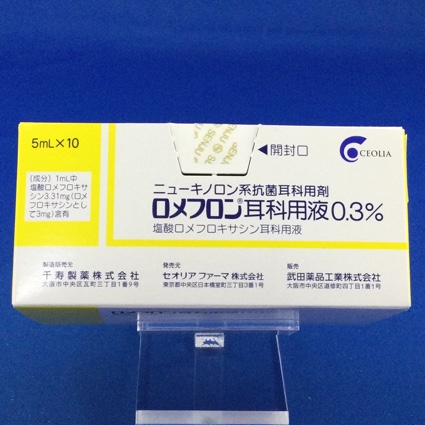 5mL×10
〔成分〕1mL中
塩酸ロメフロキサ
シン3.31mg(ロメ
フロキサシンとし
て3mg)含有
◀開封口
CEOLIA
ニューキノロン系抗菌耳科用剤
ロメフロン®耳科用液0.3%
塩酸ロメフロキサシン耳科用液
製造販売元
千寿製薬株式会社
大阪市中央区瓦町三丁目1番9号
発売元
セオリア ファーマ 株式会社
東京都中央区日本橋室町三丁目3番1号
販売
武田薬品工業株式会社
大阪市中央区道修町四丁目1番1号